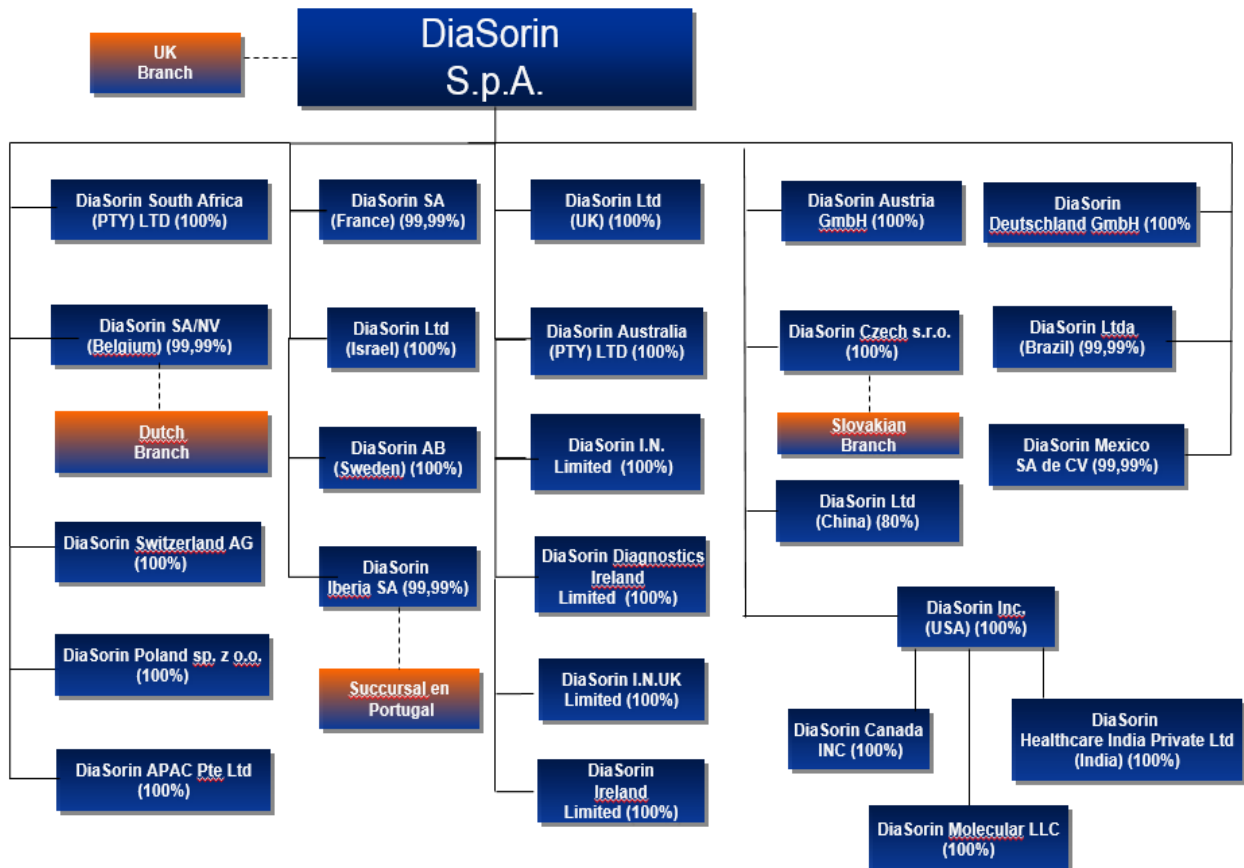 DiaSorin
S.p.A.
UK
Branch
DiaSorin South Africa
(PTY) LTD (100%)
DiaSorin SA/NV
(Belgium) (99,99%)
Dutch
Branch
DiaSorin Switzerland AG
(100%)
DiaSorin Poland sp. z o.o.
(100%)
DiaSorin APAC Pte Ltd
(100%)
DiaSorin SA
(France) (99,99%)
DiaSorin Ltd
(Israel) (100%)
DiaSorin AB
(Sweden) (100%)
DiaSorin
Iberia SA (99,99%)
Succursal en
Portugal
DiaSorin Ltd
(UK) (100%)
DiaSorin Australia
(PTY) LTD (100%)
DiaSorin I.N.
Limited (100%)
DiaSorin Diagnostics
Ireland
Limited (100%)
DiaSorin I.N.UK
Limited (100%)
DiaSorin
Ireland
Limited (100%)
DiaSorin Austria
GmbH (100%)
DiaSorin Czech s.r.o.
(100%)
Slovakian
Branch
DiaSorin Ltd
(China) (80%)
DiaSorin
Deutschland GmbH (100%
DiaSorin Ltda
(Brazil) (99,99%)
DiaSorin Mexico
SA de CV (99,99%)
DiaSorin Inc.
(USA) (100%)
DiaSorin Canada
INC (100%)
DiaSorin
Healthcare India Private Ltd
(India) (100%)
DiaSorin Molecular LLC
(100%)